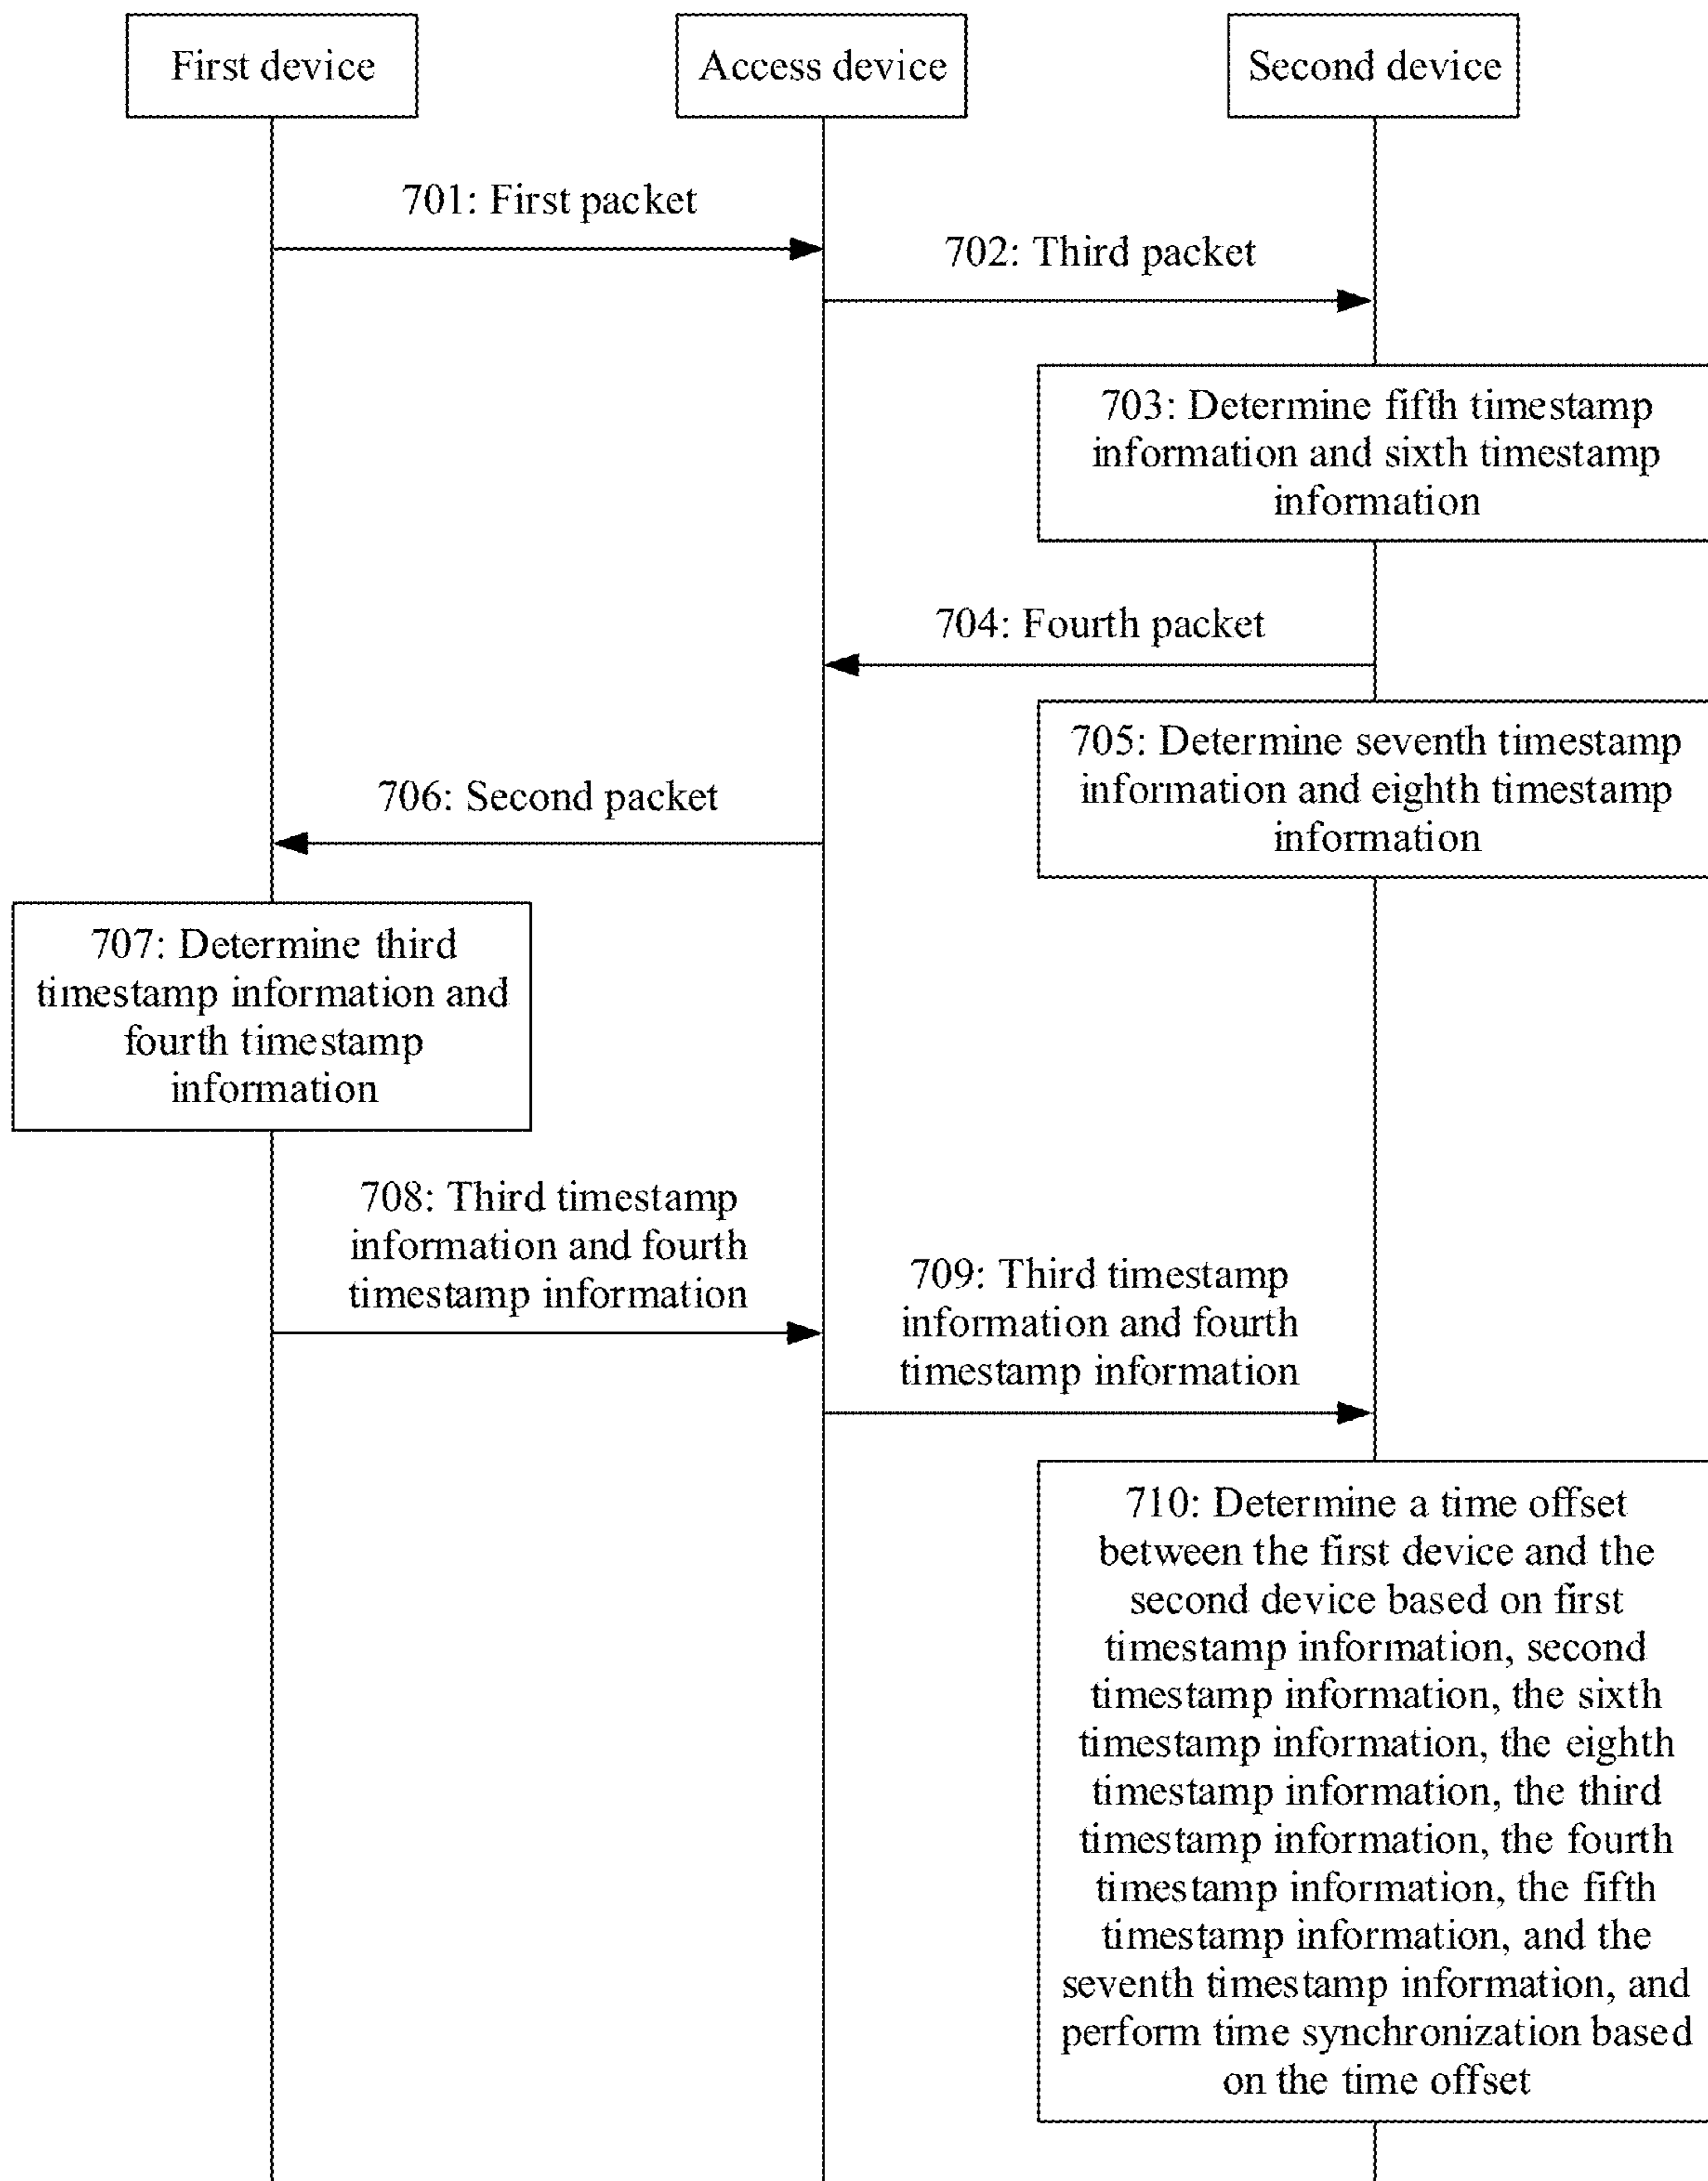 First device
Access device
Second device
701: First packet
702: Third packet
703: Determine fifth timestamp
information and sixth timestamp
information
704: Fourth packet
705: Determine seventh timestamp
information and eighth timestamp
information
706: Second packet
707: Determine third
timestamp information and
fourth timestamp
information
708: Third timestamp
information and fourth
timestamp information
709: Third timestamp
information and fourth
timestamp information
710: Determine a time offset
between the first device and the
second device based on first
timestamp information, second
timestamp information, the sixth
timestamp information, the eighth
timestamp information, the third
timestamp information, the fourth
timestamp information, the fifth
timestamp information, and the
seventh timestamp information, and
perform time synchronization based
on the time offset